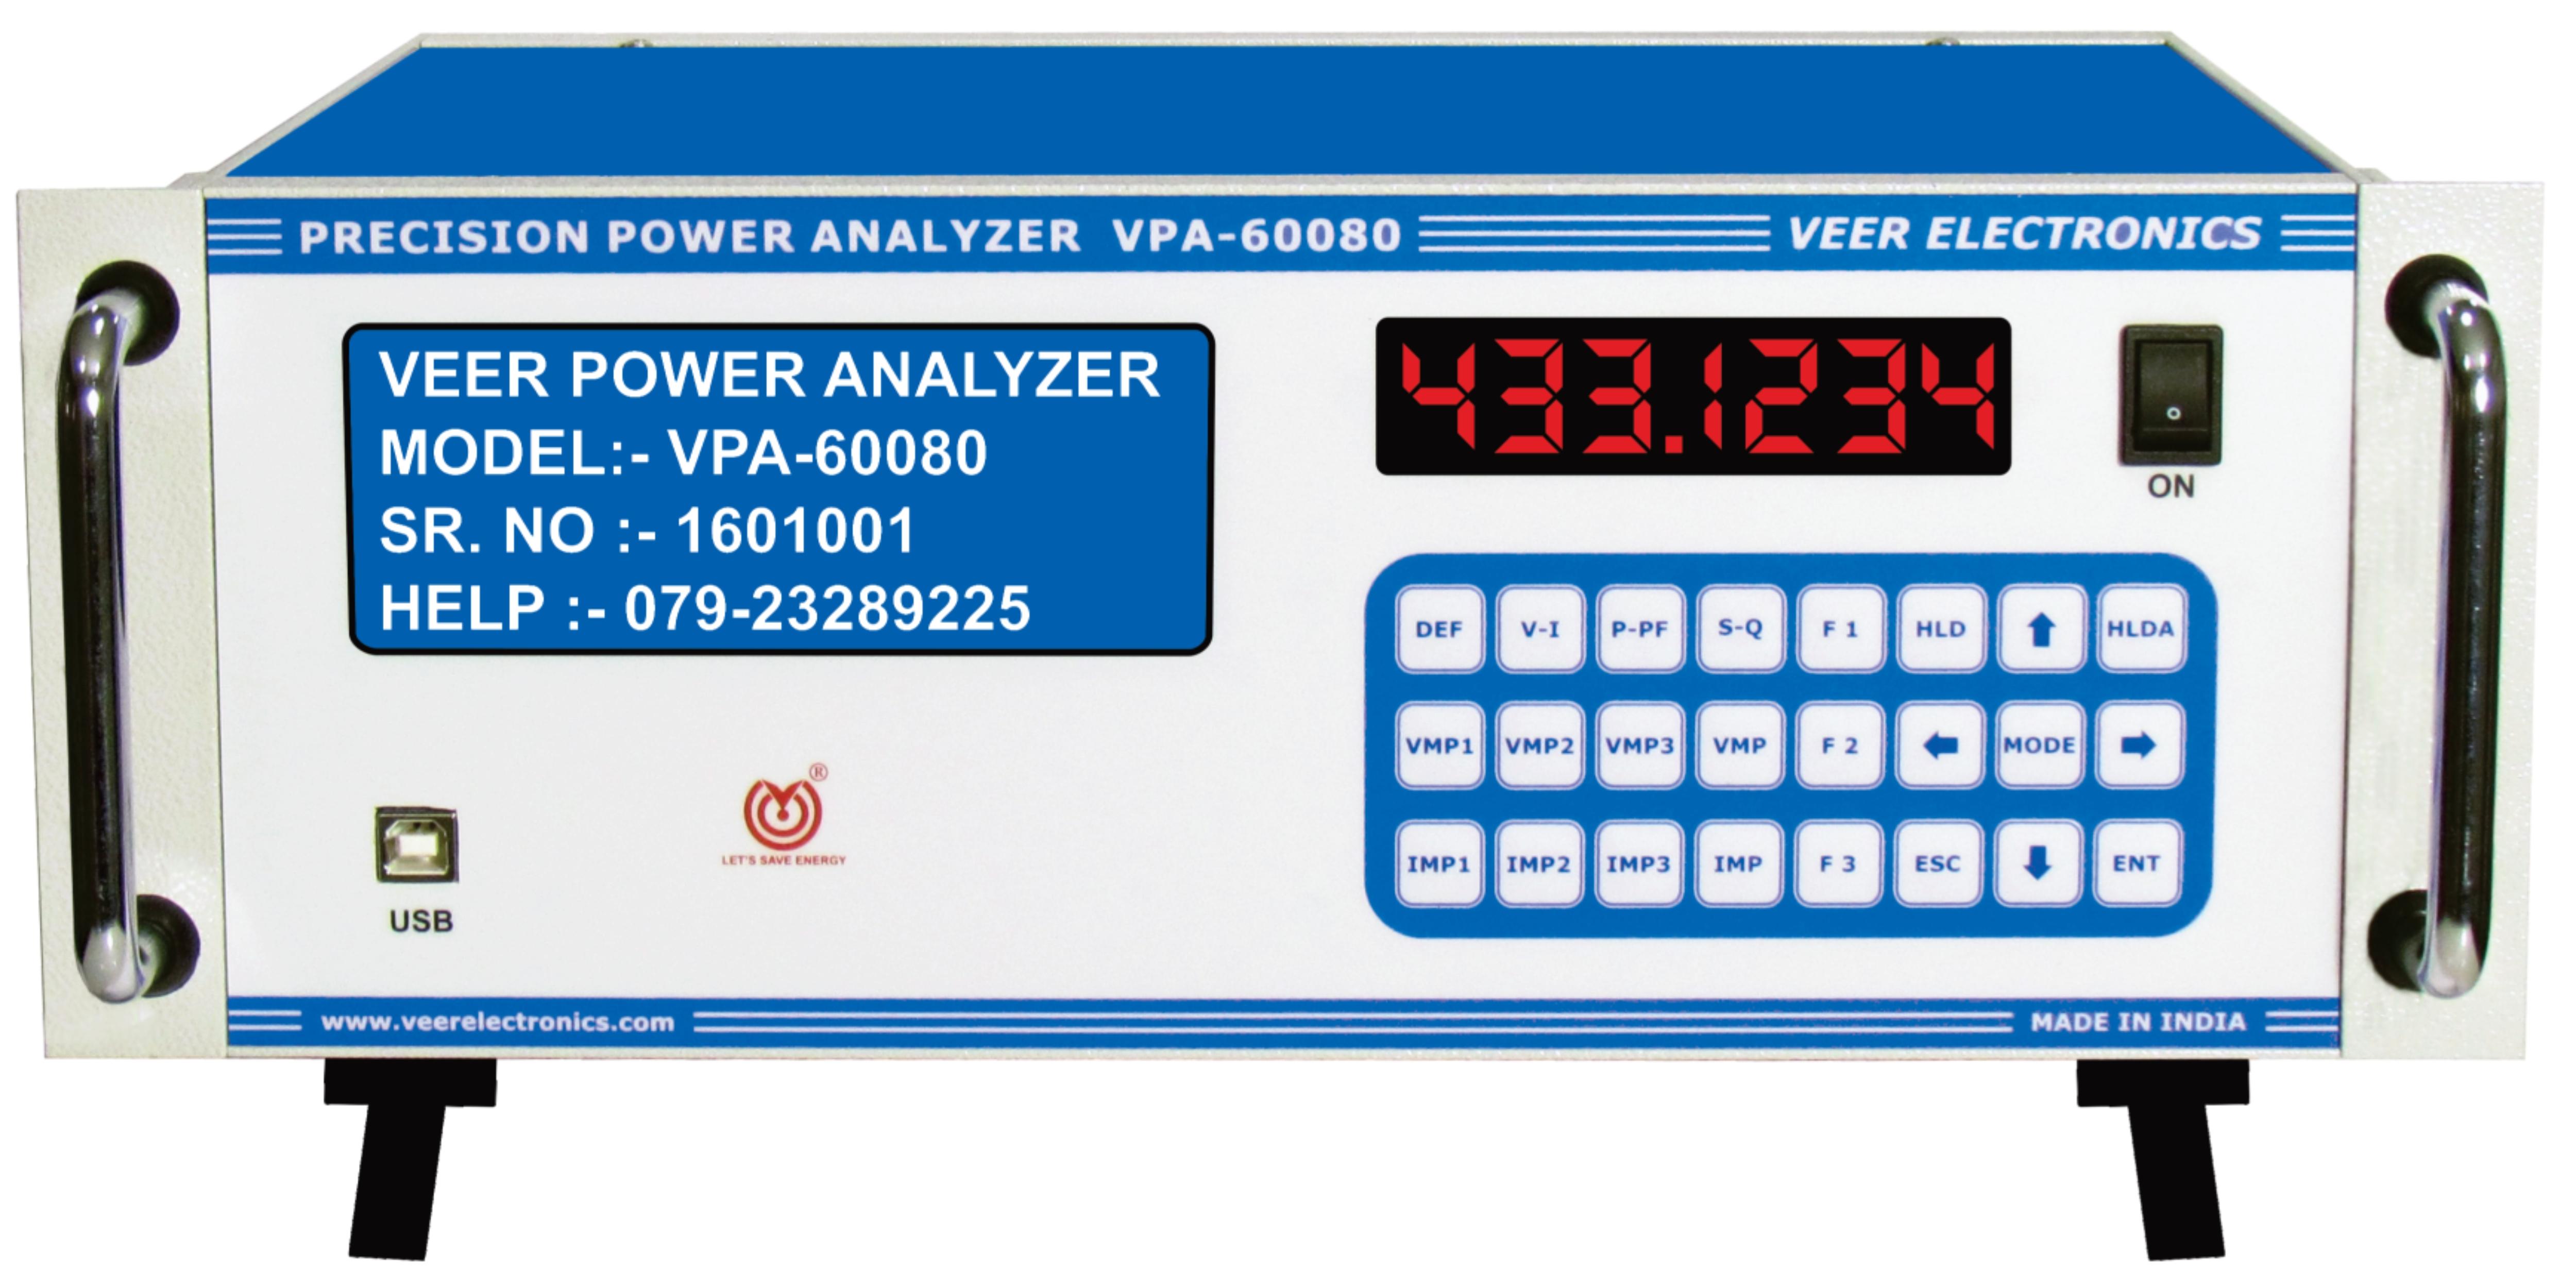 PRECISION POWER ANALYZER VPA-60080 VEER ELECTRONICS
VEER POWER ANALYZER
MODEL:- VPA-60080
SR. NO :- 1601001
HELP :- 079-23289225
433.1234
ON
DEF V-I P-PF S-Q F 1 HLD ⬆ HLDA
VMP1 VMP2 VMP3 VMP F 2 ⬅ MODE ➡
IMP1 IMP2 IMP3 IMP F 3 ESC ⬇ ENT
®
LET'S SAVE ENERGY
USB
www.veerelectronics.com MADE IN INDIA